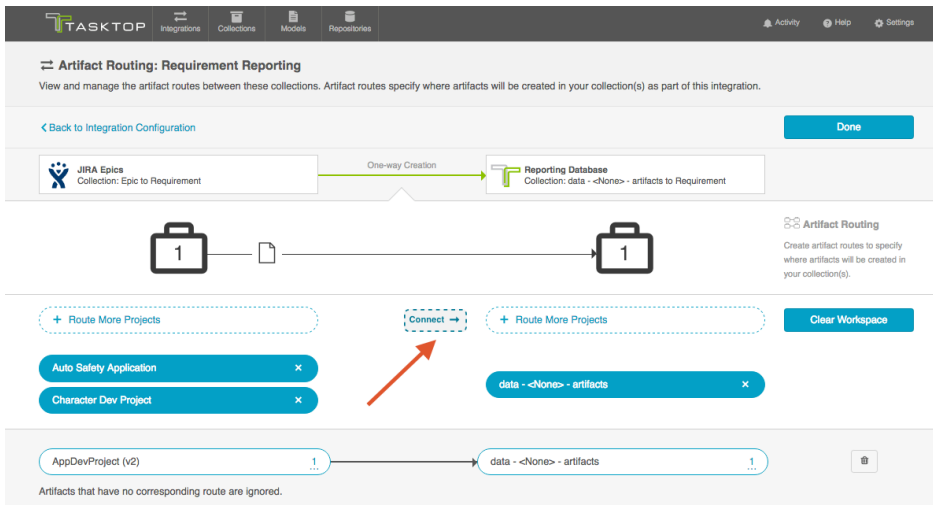 TASKTOP
Integrations
Collections
Models
Repositories
Activity
Help
Settings
Artifact Routing: Requirement Reporting
View and manage the artifact routes between these collections. Artifact routes specify where artifacts will be created in your collection(s) as part of this integration.
Back to Integration Configuration
Done
JIRA Epics
Collection: Epic to Requirement
One-way Creation
Reporting Database
Collection: data - <None> - artifacts to Requirement
1
1
Artifact Routing
Create artifact routes to specify
where artifacts will be created in
your collection(s).
+ Route More Projects
Connect →
+ Route More Projects
Clear Workspace
Auto Safety Application ×
data - <None> - artifacts ×
Character Dev Project ×
AppDevProject (v2) 1
data - <None> - artifacts 1
Artifacts that have no corresponding route are ignored.